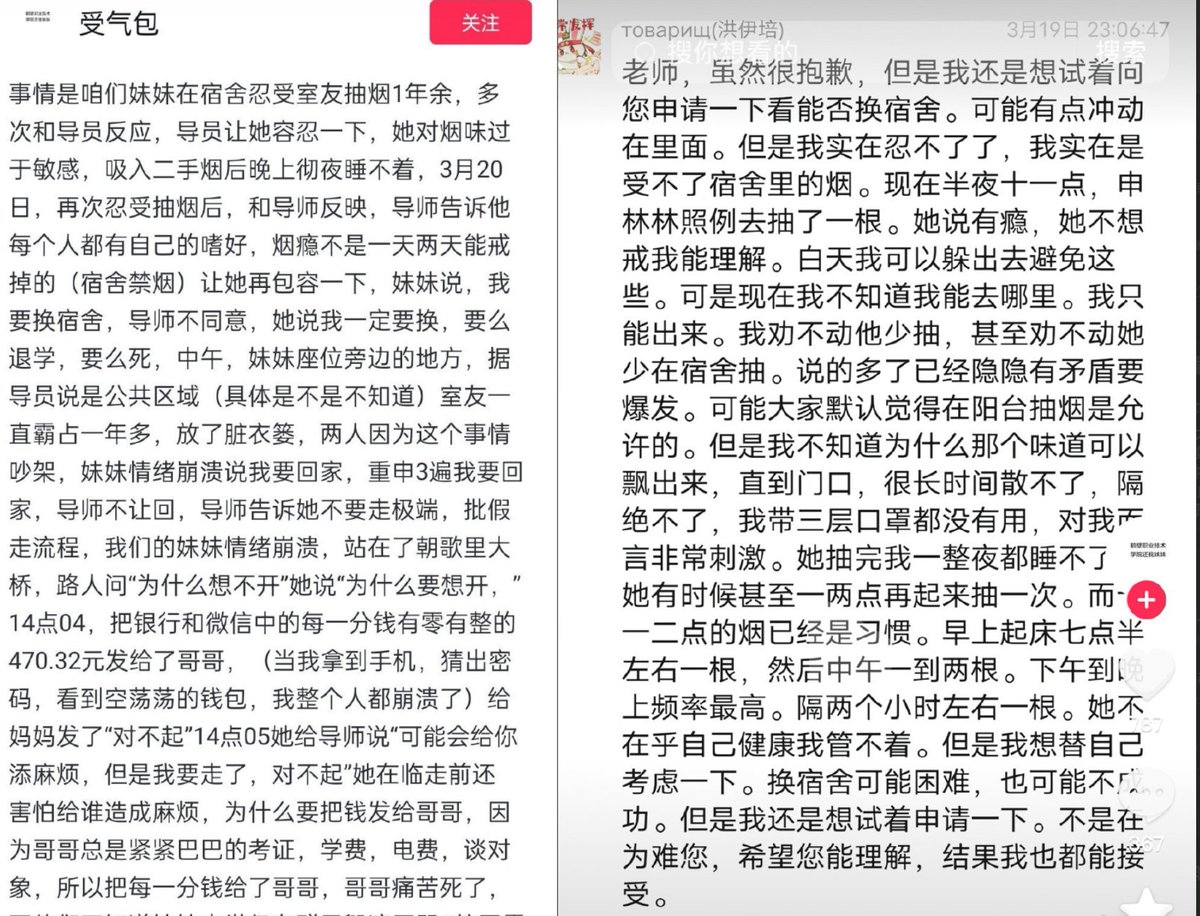 受气包
关注
事情是咱们妹妹在宿舍忍受室友抽烟1年余，多
次和导员反应，导员让她容忍一下，她对烟味过
于敏感，吸入二手烟后晚上彻夜睡不着，3月20
日，再次忍受抽烟后，和导师反映，导师告诉他
每个人都有自己的嗜好，烟瘾不是一天两天能戒
掉的（宿舍禁烟）让她再包容一下，妹妹说，我
要换宿舍，导师不同意，她说我一定要换，要么
退学，要么死，中午，妹妹座位旁边的地方，据
导员说是公共区域（具体是不是不知道）室友一
直霸占一年多，放了脏衣篓，两人因为这个事情
吵架，妹妹情绪崩溃说我要回家，重申3遍我要回
家，导师不让回，导师告诉她不要走极端，批假
走流程，我们的妹妹情绪崩溃，站在了朝歌里大
桥，路人问“为什么想不开”她说“为什么要想开，”
14点04，把银行和微信中的每一分钱有零有整的
470.32元发给了哥哥，（当我拿到手机，猜出密
码，看到空荡荡的钱包，我整个人都崩溃了）给
妈妈发了“对不起”14点05她给导师说“可能会给你
添麻烦，但是我要走了，对不起”她在临走前还
害怕给谁造成麻烦，为什么要把钱发给哥哥，因
为哥哥总是紧紧巴巴的考证，学费，电费，谈对
象，所以把每一分钱给了哥哥，哥哥痛苦死了，
товарищ(洪伊培)
3月19日 23:06:47
搜你想看的
搜索
老师，虽然很抱歉，但是我还是想试着问
您申请一下看能否换宿舍。可能有点冲动
在里面。但是我实在忍不了了，我实在是
受不了宿舍里的烟。现在半夜十一点，申
林林照例去抽了一根。她说有瘾，她不想
戒我能理解。白天我可以躲出去避免这
些。可是现在我不知道我能去哪里。我只
能出来。我劝不动他少抽，甚至劝不动她
少在宿舍抽。说的多了已经隐隐有矛盾要
爆发。可能大家默认觉得在阳台抽烟是允
许的。但是我不知道为什么那个味道可以
飘出来，直到门口，很长时间散不了，隔
绝不了，我带三层口罩都没有用，对我而
言非常刺激。她抽完我一整夜都睡不了
她有时候甚至一两点再起来抽一次。而
一二点的烟已经是习惯。早上起床七点半
左右一根，然后中午一到两根。下午到晚
上频率最高。隔两个小时左右一根。她不
在乎自己健康我管不着。但是我想替自己
考虑一下。换宿舍可能困难，也可能不成
功。但是我还是想试着申请一下。不是在
为难您，希望您能理解，结果我也都能接
受。
鹤壁职业技术
学院还我妹妹
787